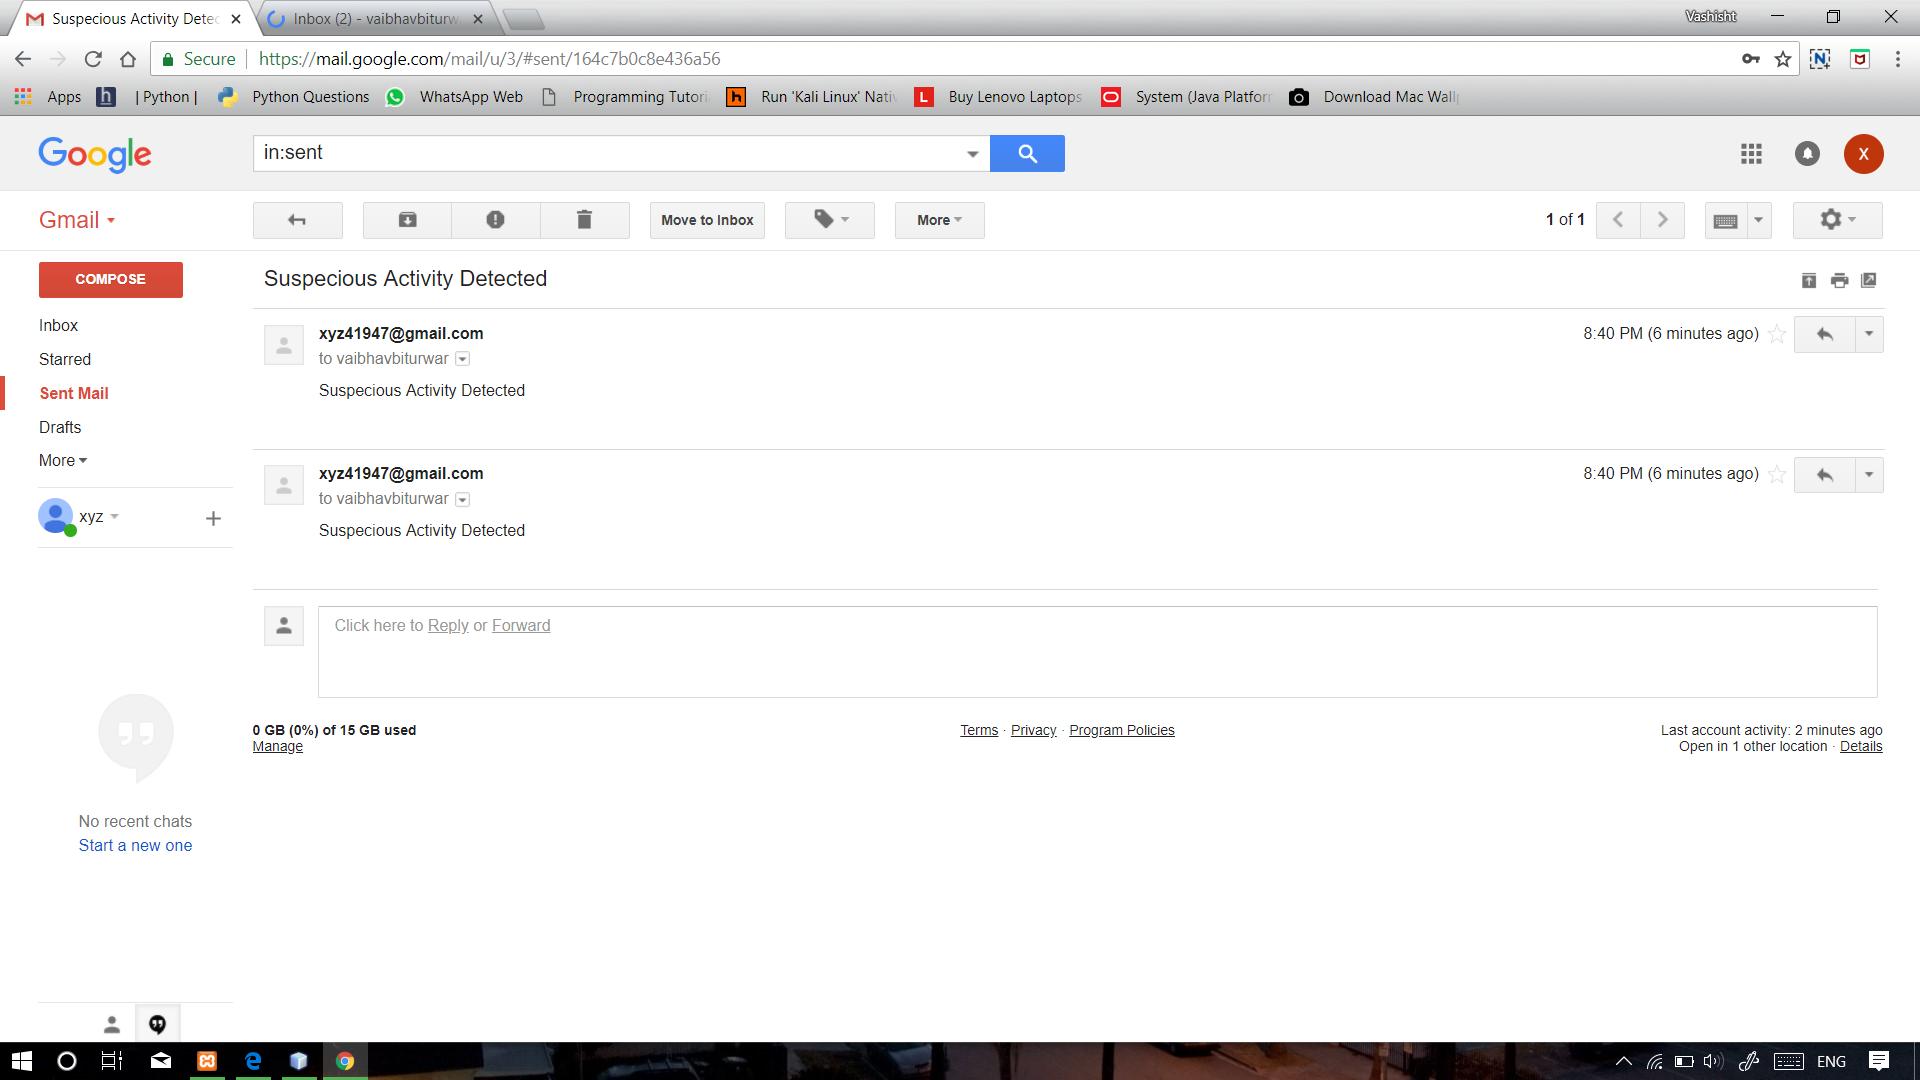 Suspecious Activity Detec
Inbox (2) - vaibhavbiturw
Vashisht
Secure
https://mail.google.com/mail/u/3/#sent/164c7b0c8e436a56
Apps
| Python |
Python Questions
WhatsApp Web
Programming Tutori
Run 'Kali Linux' Nativ
L
Buy Lenovo Laptops
System (Java Platforr
Download Mac Wallp
Google
in:sent
X
Gmail
Move to Inbox
More
1 of 1
COMPOSE
Suspecious Activity Detected
Inbox
Starred
Sent Mail
Drafts
More
xyz
xyz41947@gmail.com
8:40 PM (6 minutes ago)
to vaibhavbiturwar
Suspecious Activity Detected
xyz41947@gmail.com
8:40 PM (6 minutes ago)
to vaibhavbiturwar
Suspecious Activity Detected
Click here to Reply or Forward
0 GB (0%) of 15 GB used
Manage
Terms · Privacy · Program Policies
Last account activity: 2 minutes ago
Open in 1 other location · Details
No recent chats
Start a new one
ENG